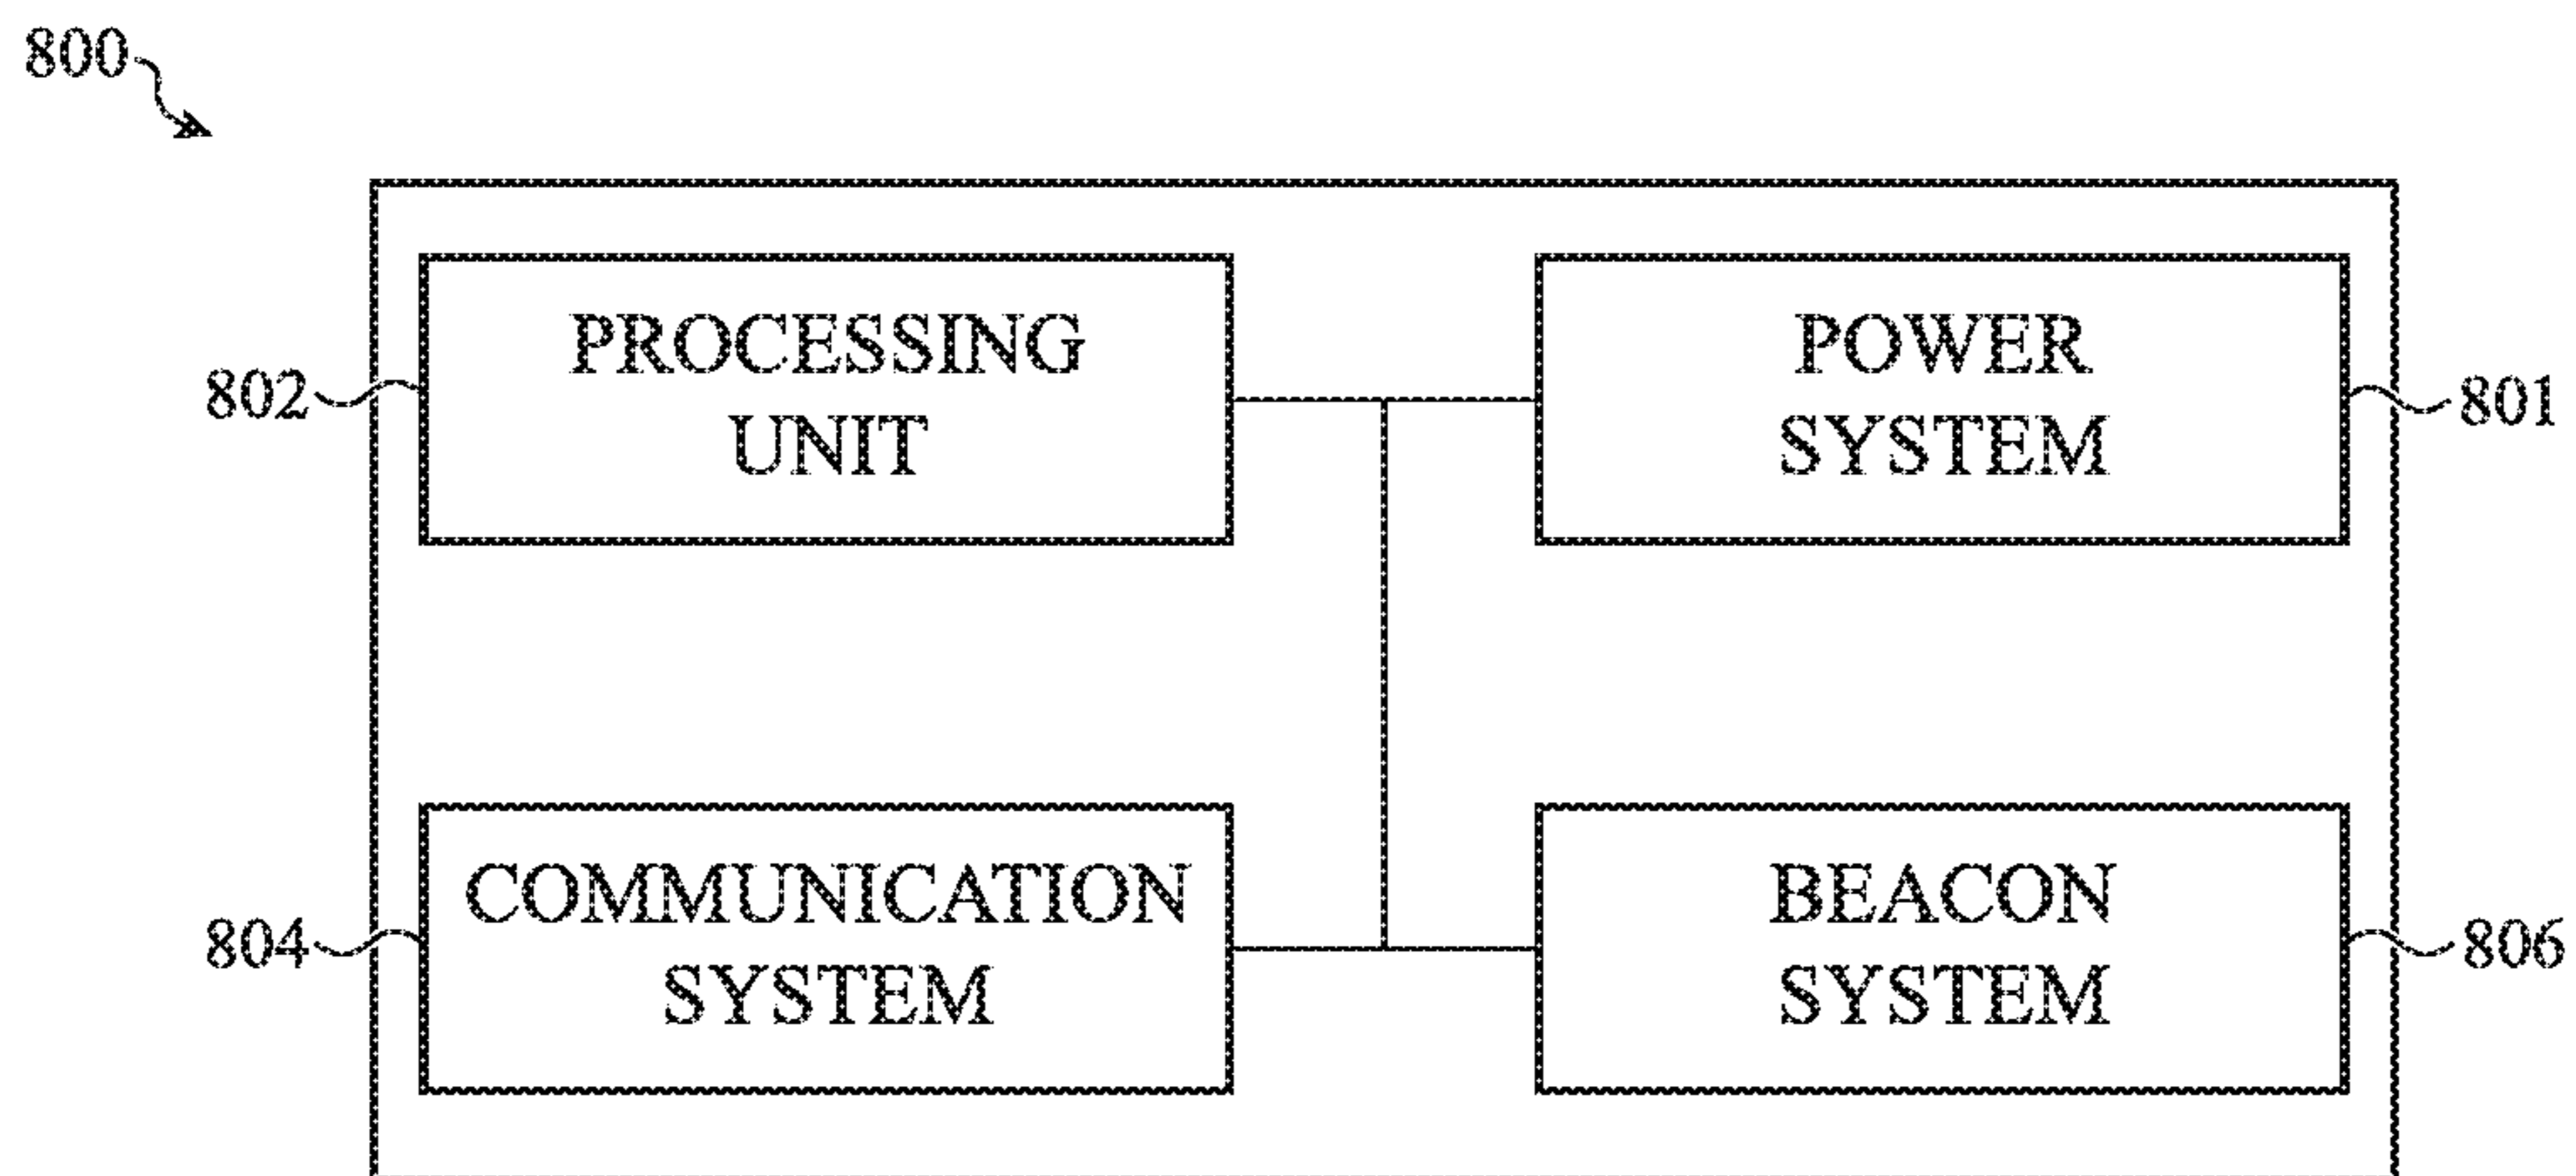 800
PROCESSING
UNIT
802
POWER
SYSTEM
801
COMMUNICATION
SYSTEM
804
BEACON
SYSTEM
806